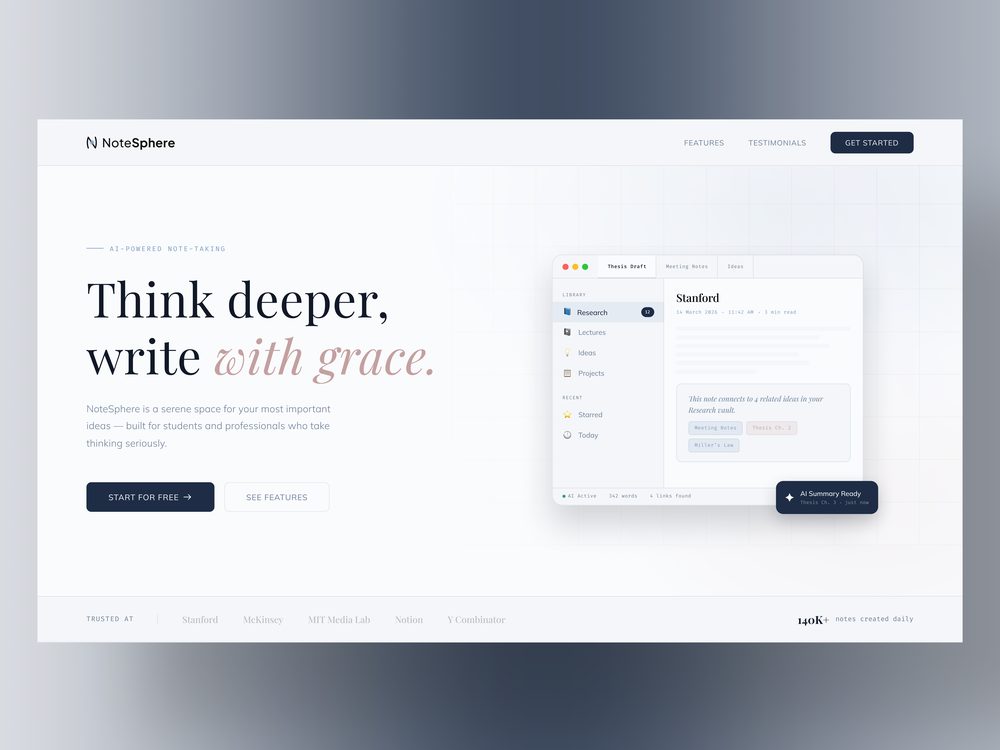 NoteSphere
FEATURES
TESTIMONIALS
GET STARTED
AI-POWERED NOTE-TAKING
Think deeper,
write with grace.
NoteSphere is a serene space for your most important
ideas — built for students and professionals who take
thinking seriously.
START FOR FREE →
SEE FEATURES
Thesis Draft
Meeting Notes
Ideas
LIBRARY
Research
12
Lectures
Ideas
Projects
RECENT
Starred
Today
Stanford
14 March 2026 · 11:42 AM · 3 min read
This note connects to 4 related ideas in your
Research vault.
Meeting Notes
Thesis Ch. 2
Miller's Law
AI Active
342 words
4 links found
AI Summary Ready
Thesis Ch. 3 · just now
TRUSTED AT
Stanford
McKinsey
MIT Media Lab
Notion
Y Combinator
140K+ notes created daily